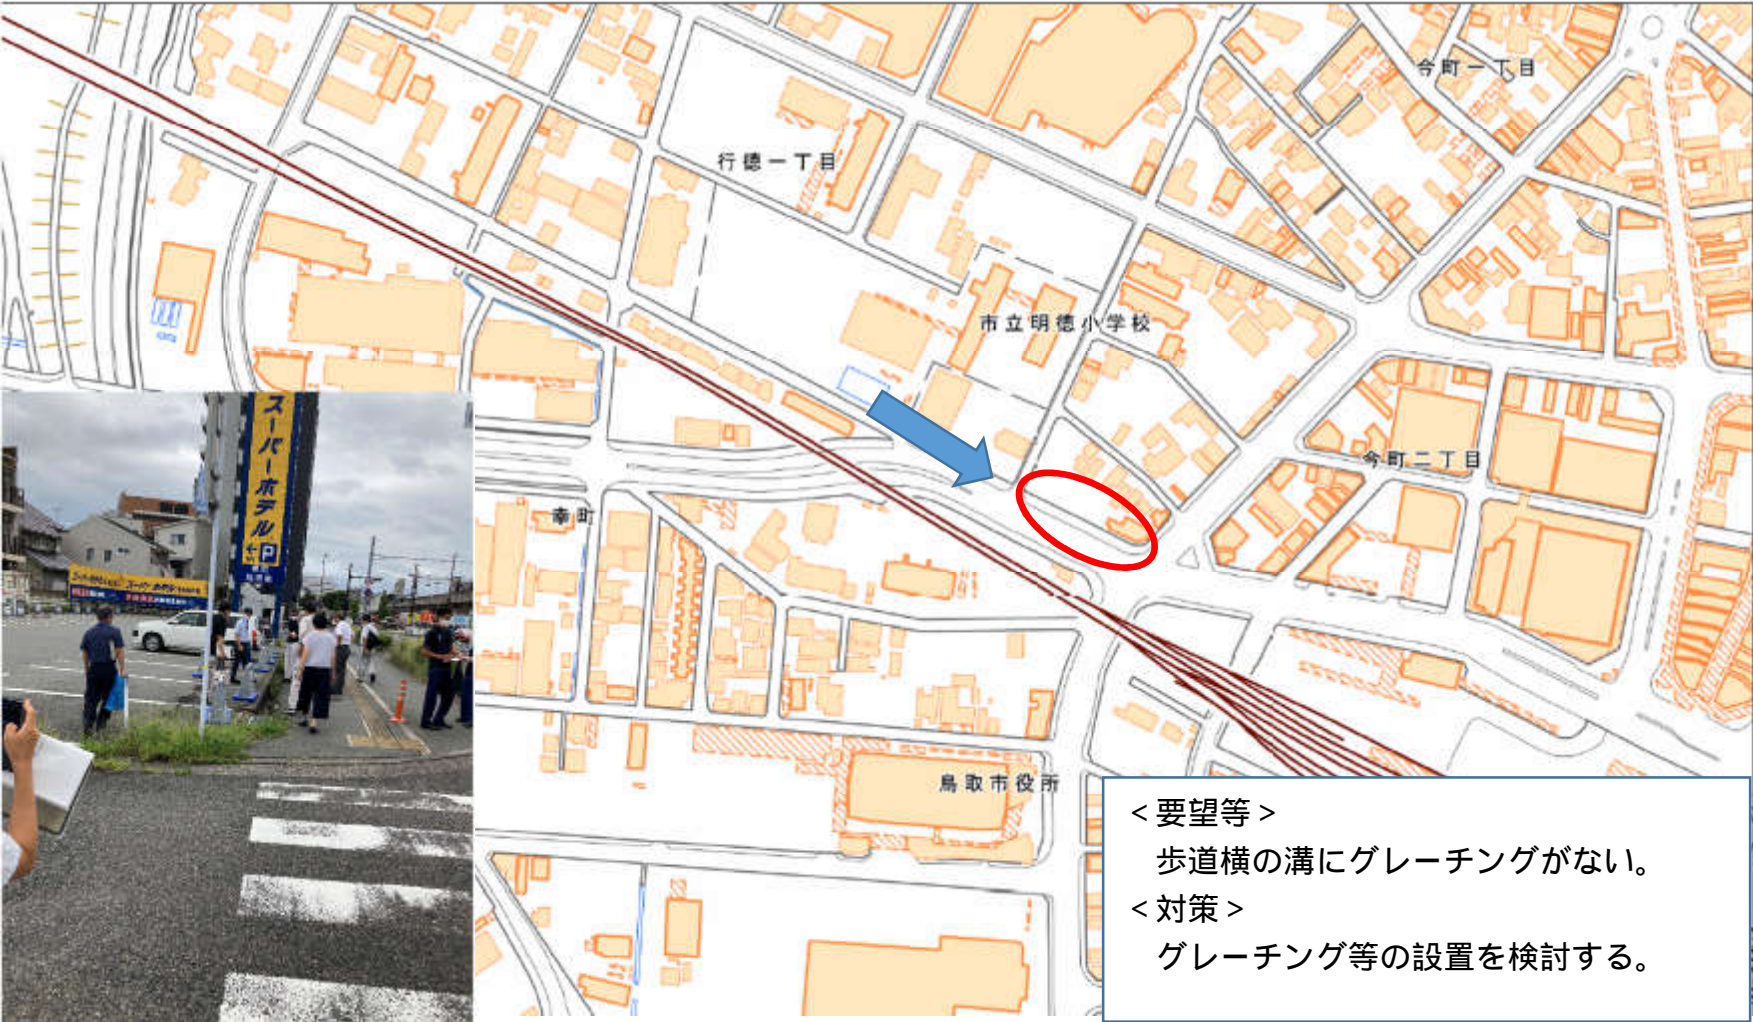 今町一丁目
行徳一丁目
市立明徳小学校
今町二丁目
幸町
鳥取市役所
スーパーホテル
P
<要望等>
歩道横の溝にグレーチングがない。
<対策>
グレーチング等の設置を検討する。